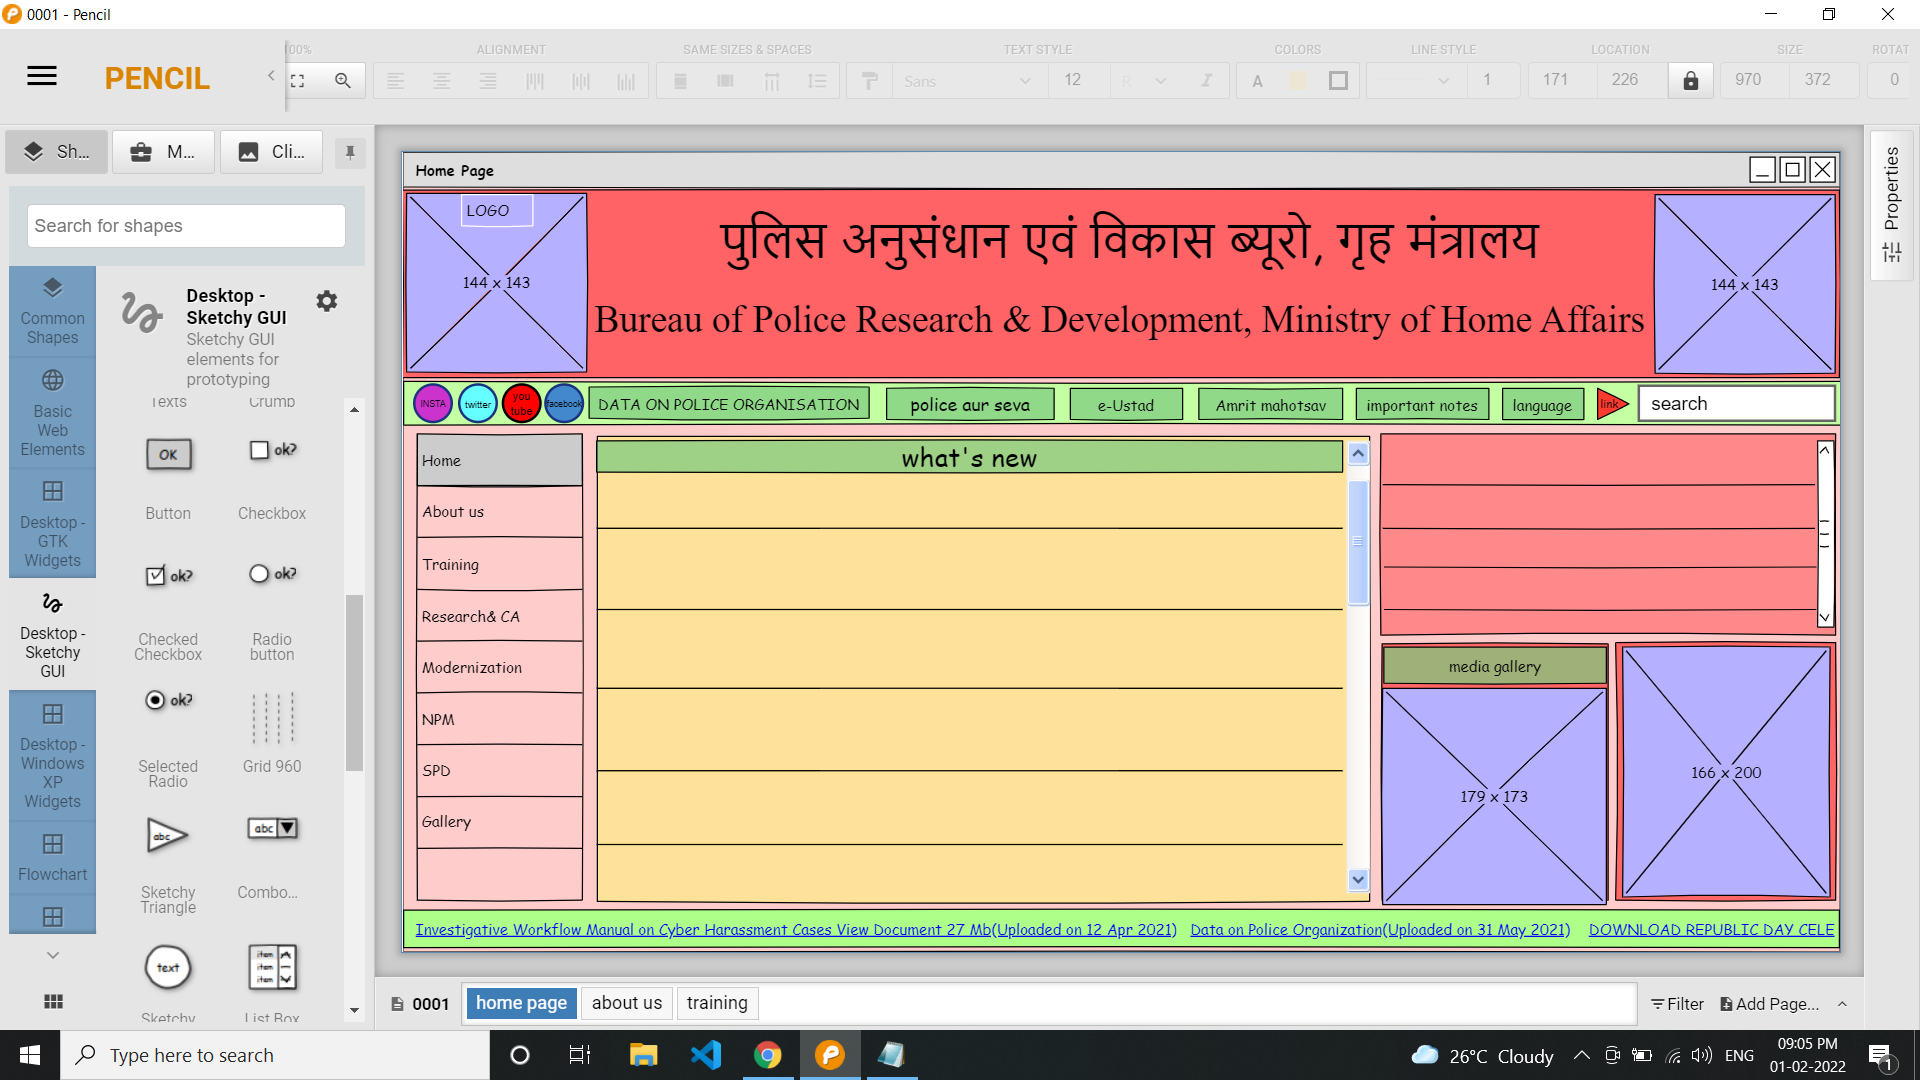 0001 - Pencil
100%
ALIGNMENT
SAME SIZES & SPACES
TEXT STYLE
COLORS
LINE STYLE
LOCATION
SIZE
ROTAT
PENCIL
Sans
12
R
I
A
1
171
226
970
372
0
Sh...
M...
Cli...
Search for shapes
Common Shapes
Basic Web Elements
Desktop - GTK Widgets
Desktop - Sketchy GUI
Desktop - Windows XP Widgets
Flowchart
Desktop - Sketchy GUI
Sketchy GUI elements for prototyping
Texts
Crumb
OK
ok?
Button
Checkbox
ok?
ok?
Checked Checkbox
Radio button
ok?
Selected Radio
Grid 960
abc
abc
Sketchy Triangle
Combo...
text
item
item
item
Sketchy
List Box
Home Page
LOGO
144 x 143
पुलिस अनुसंधान एवं विकास ब्यूरो, गृह मंत्रालय
Bureau of Police Research & Development, Ministry of Home Affairs
144 x 143
INSTA
twitter
you tube
facebook
DATA ON POLICE ORGANISATION
police aur seva
e-Ustad
Amrit mahotsav
important notes
language
link
search
Home
About us
Training
Research& CA
Modernization
NPM
SPD
Gallery
what's new
media gallery
179 x 173
166 x 200
Investigative Workflow Manual on Cyber Harassment Cases View Document 27 Mb(Uploaded on 12 Apr 2021)
Data on Police Organization(Uploaded on 31 May 2021)
DOWNLOAD REPUBLIC DAY CELE
Properties
0001
home page
about us
training
Filter
Add Page...
Type here to search
26°C Cloudy
ENG
09:05 PM
01-02-2022
1